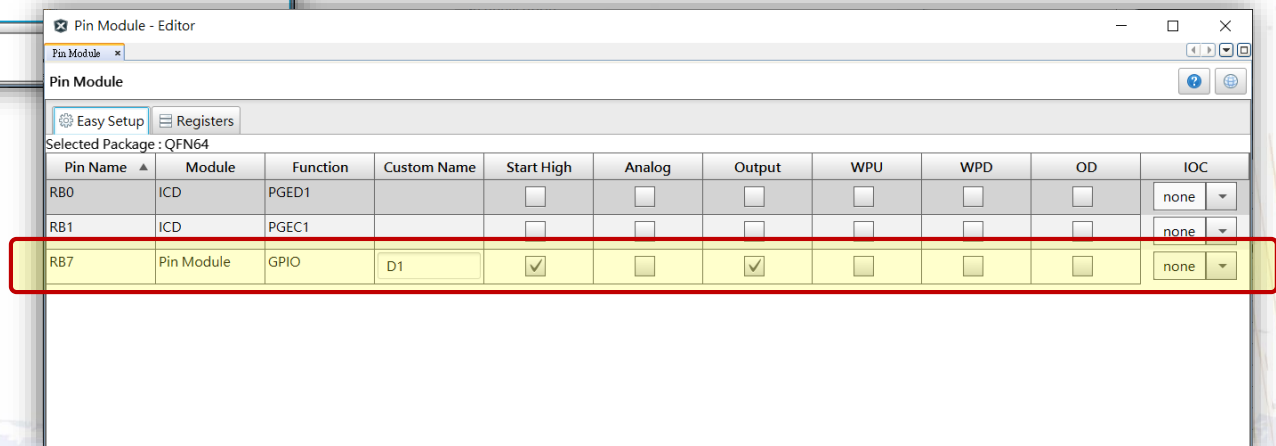 Pin Module - Editor
Pin Module ×
Pin Module
Easy Setup Registers
Selected Package : QFN64
Pin Name Module Function Custom Name Start High Analog Output WPU WPD OD IOC
RB0 ICD PGED1 none
RB1 ICD PGEC1 none
RB7 Pin Module GPIO D1 none